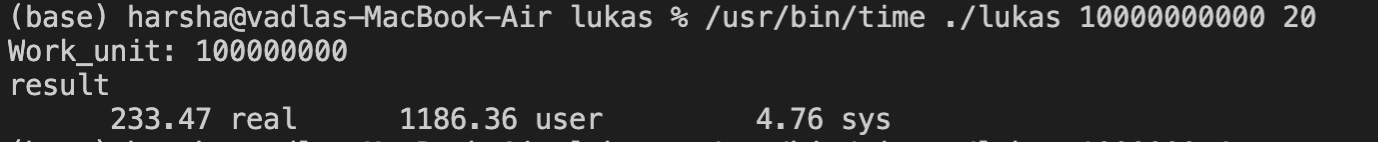 (base) harsha@vadlas-MacBook-Air lukas % /usr/bin/time ./lukas 10000000000 20
Work_unit: 100000000
result
233.47 real 1186.36 user 4.76 sys